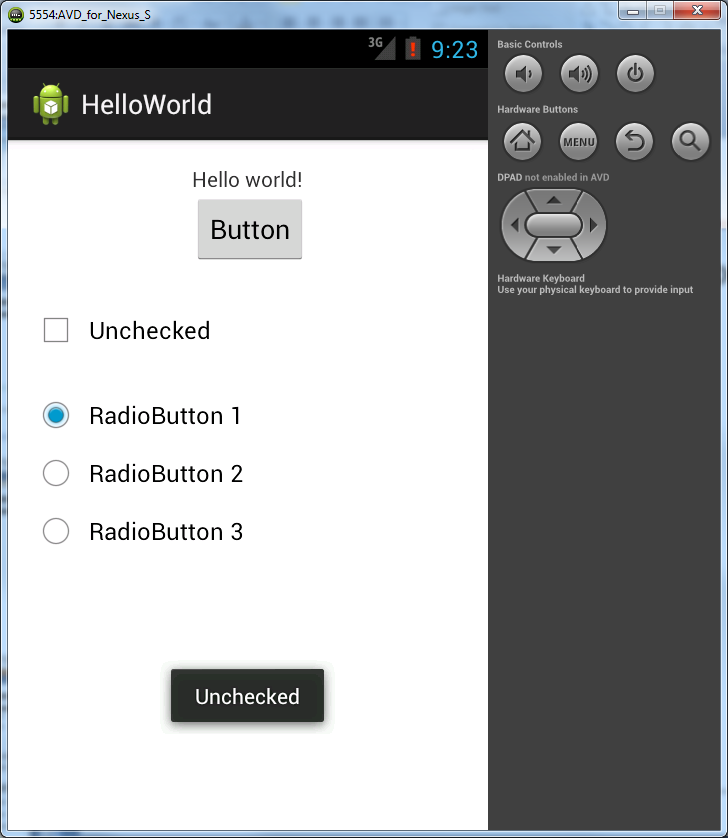 5554:AVD_for_Nexus_S
3G
9:23
HelloWorld
Hello world!
Button
Unchecked
RadioButton 1
RadioButton 2
RadioButton 3
Unchecked
Basic Controls
Hardware Buttons
MENU
DPAD not enabled in AVD
Hardware Keyboard
Use your physical keyboard to provide input